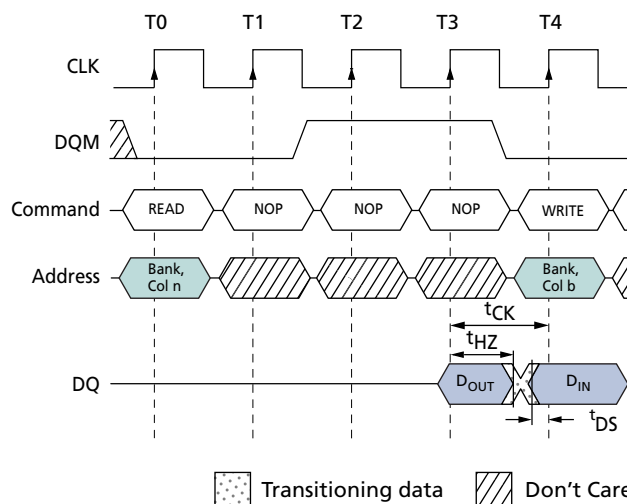 T0 T1 T2 T3 T4
CLK
DQM
Command READ NOP NOP NOP WRITE
Address Bank, Col n Bank, Col b
tCK
tHZ
DQ DOUT DIN
tDS
Transitioning data Don't Care